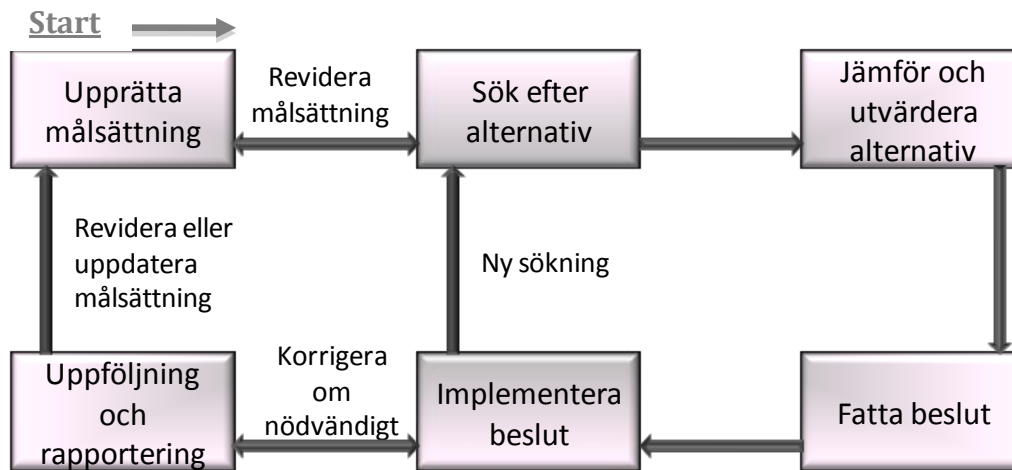 Start
Upprätta
målsättning
Revidera
målsättning
Sök efter
alternativ
Jämför och
utvärdera
alternativ
Revidera eller
uppdatera
målsättning
Ny sökning
Uppföljning
och
rapportering
Korrigera
om
nödvändigt
Implementera
beslut
Fatta beslut